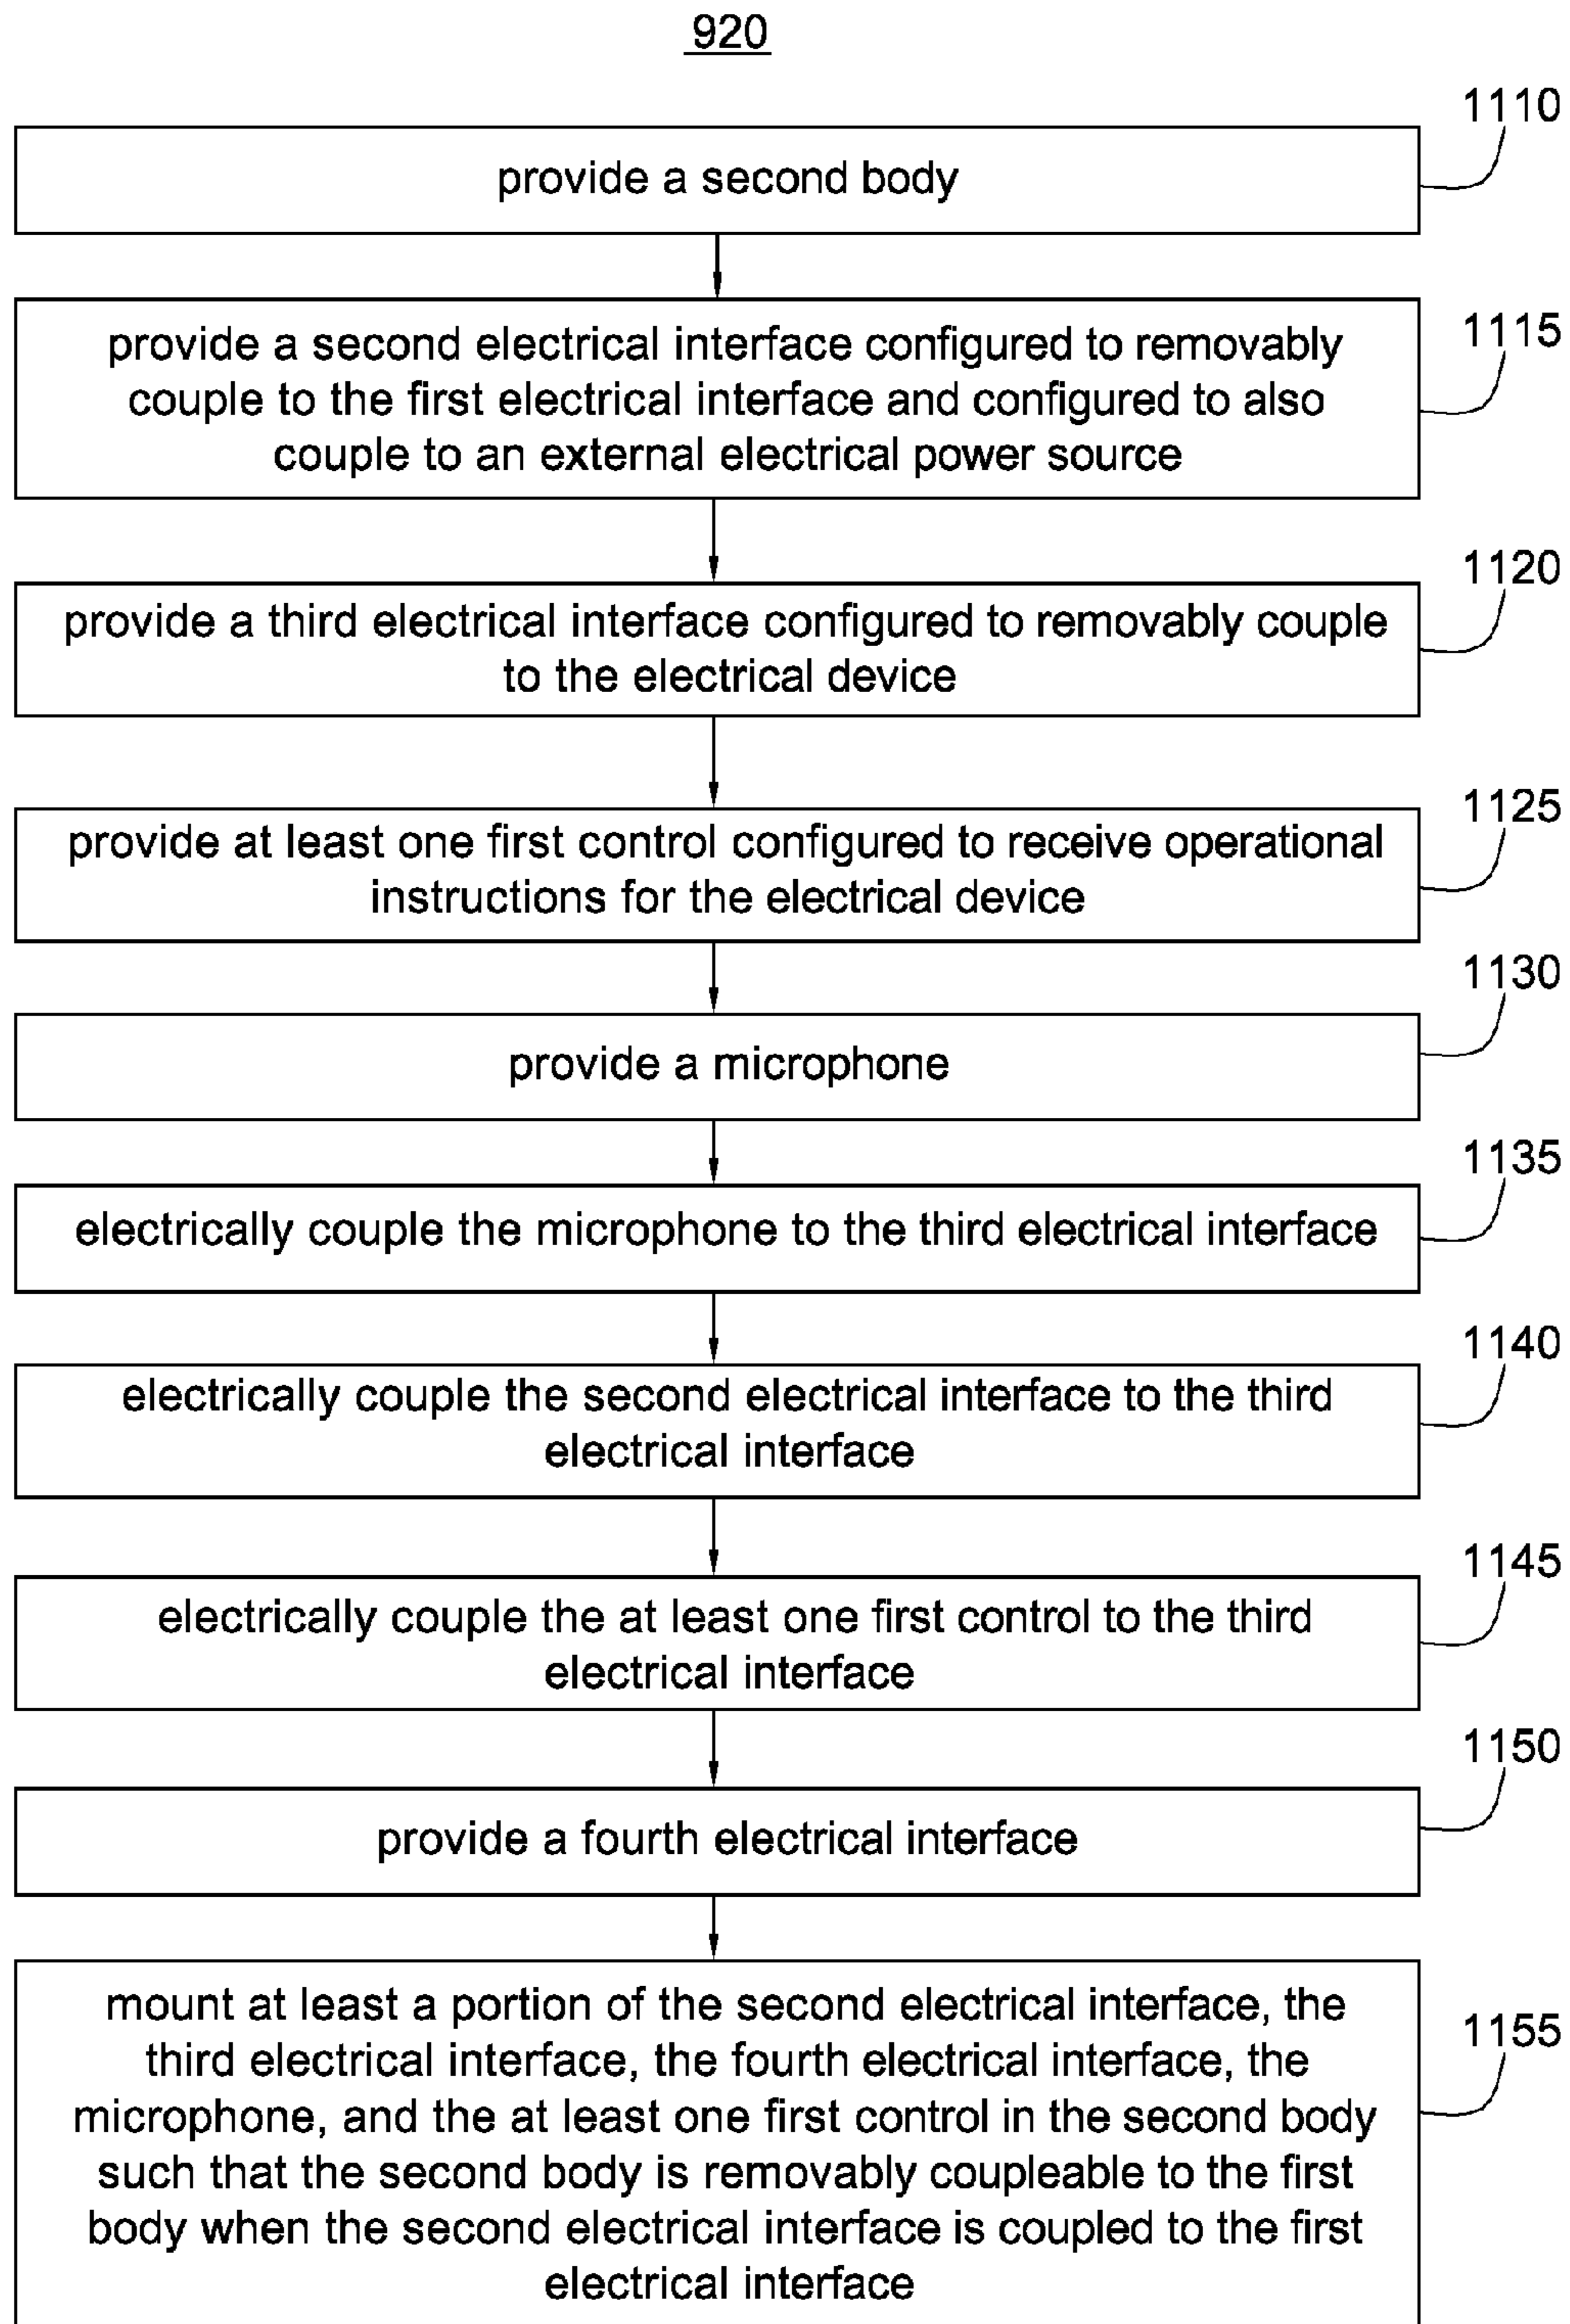 920
1110
provide a second body
1115
provide a second electrical interface configured to removably
couple to the first electrical interface and configured to also
couple to an external electrical power source
1120
provide a third electrical interface configured to removably couple
to the electrical device
1125
provide at least one first control configured to receive operational
instructions for the electrical device
1130
provide a microphone
1135
electrically couple the microphone to the third electrical interface
1140
electrically couple the second electrical interface to the third
electrical interface
1145
electrically couple the at least one first control to the third
electrical interface
1150
provide a fourth electrical interface
1155
mount at least a portion of the second electrical interface, the
third electrical interface, the fourth electrical interface, the
microphone, and the at least one first control in the second body
such that the second body is removably coupleable to the first
body when the second electrical interface is coupled to the first
electrical interface